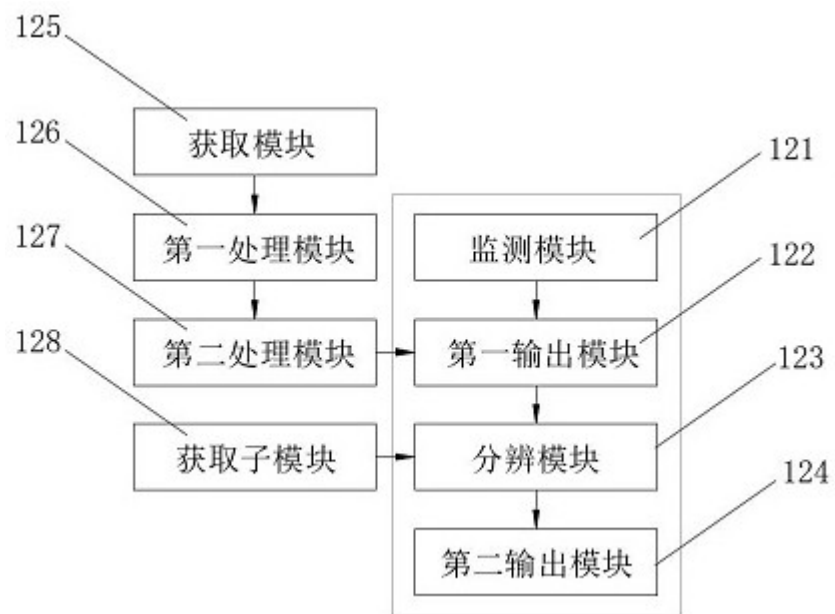 125
获取模块
126
121
第一处理模块
监测模块
127
122
第二处理模块
第一输出模块
128
123
获取子模块
分辨模块
124
第二输出模块